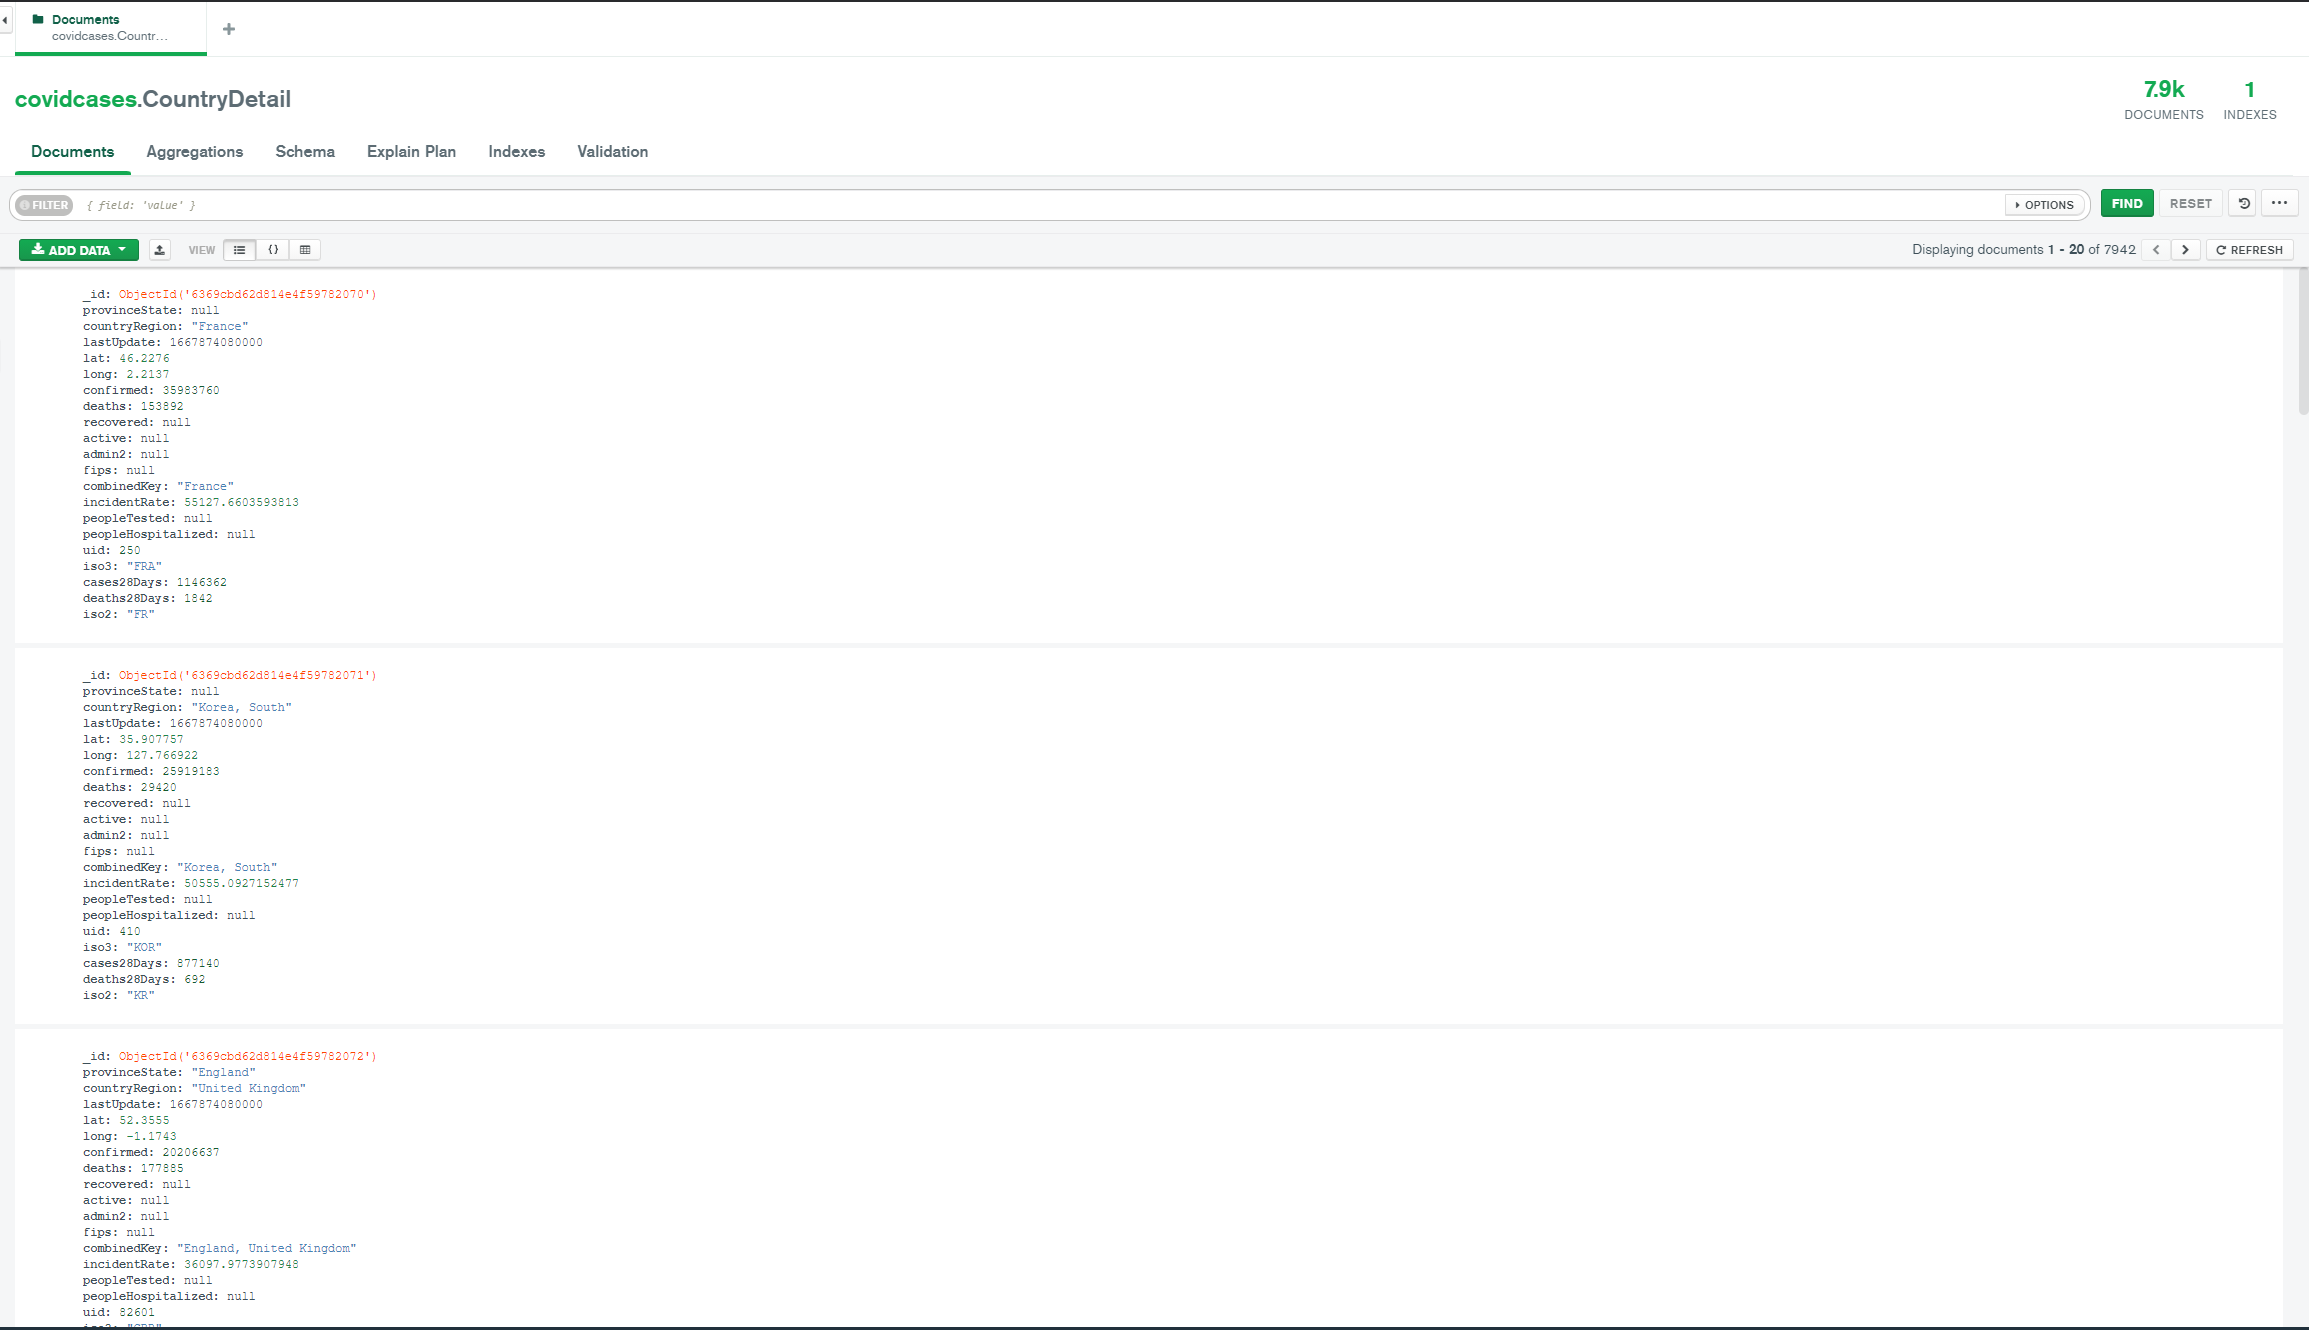 Documents
covidcases.Countr...
covidcases.CountryDetail
7.9k
DOCUMENTS
1
INDEXES
Documents Aggregations Schema Explain Plan Indexes Validation
FILTER { field: 'value' } OPTIONS FIND RESET
ADD DATA VIEW {} Displaying documents 1 - 20 of 7942 REFRESH
_id: ObjectId('6369cbd62d814e4f59782070')
provinceState: null
countryRegion: "France"
lastUpdate: 1667874080000
lat: 46.2276
long: 2.2137
confirmed: 35983760
deaths: 153892
recovered: null
active: null
admin2: null
fips: null
combinedKey: "France"
incidentRate: 55127.6603593813
peopleTested: null
peopleHospitalized: null
uid: 250
iso3: "FRA"
cases28Days: 1146362
deaths28Days: 1842
iso2: "FR"
_id: ObjectId('6369cbd62d814e4f59782071')
provinceState: null
countryRegion: "Korea, South"
lastUpdate: 1667874080000
lat: 35.907757
long: 127.766922
confirmed: 25919183
deaths: 29420
recovered: null
active: null
admin2: null
fips: null
combinedKey: "Korea, South"
incidentRate: 50555.0927152477
peopleTested: null
peopleHospitalized: null
uid: 410
iso3: "KOR"
cases28Days: 877140
deaths28Days: 692
iso2: "KR"
_id: ObjectId('6369cbd62d814e4f59782072')
provinceState: "England"
countryRegion: "United Kingdom"
lastUpdate: 1667874080000
lat: 52.3555
long: -1.1743
confirmed: 20206637
deaths: 177885
recovered: null
active: null
admin2: null
fips: null
combinedKey: "England, United Kingdom"
incidentRate: 36097.9773907948
peopleTested: null
peopleHospitalized: null
uid: 82601